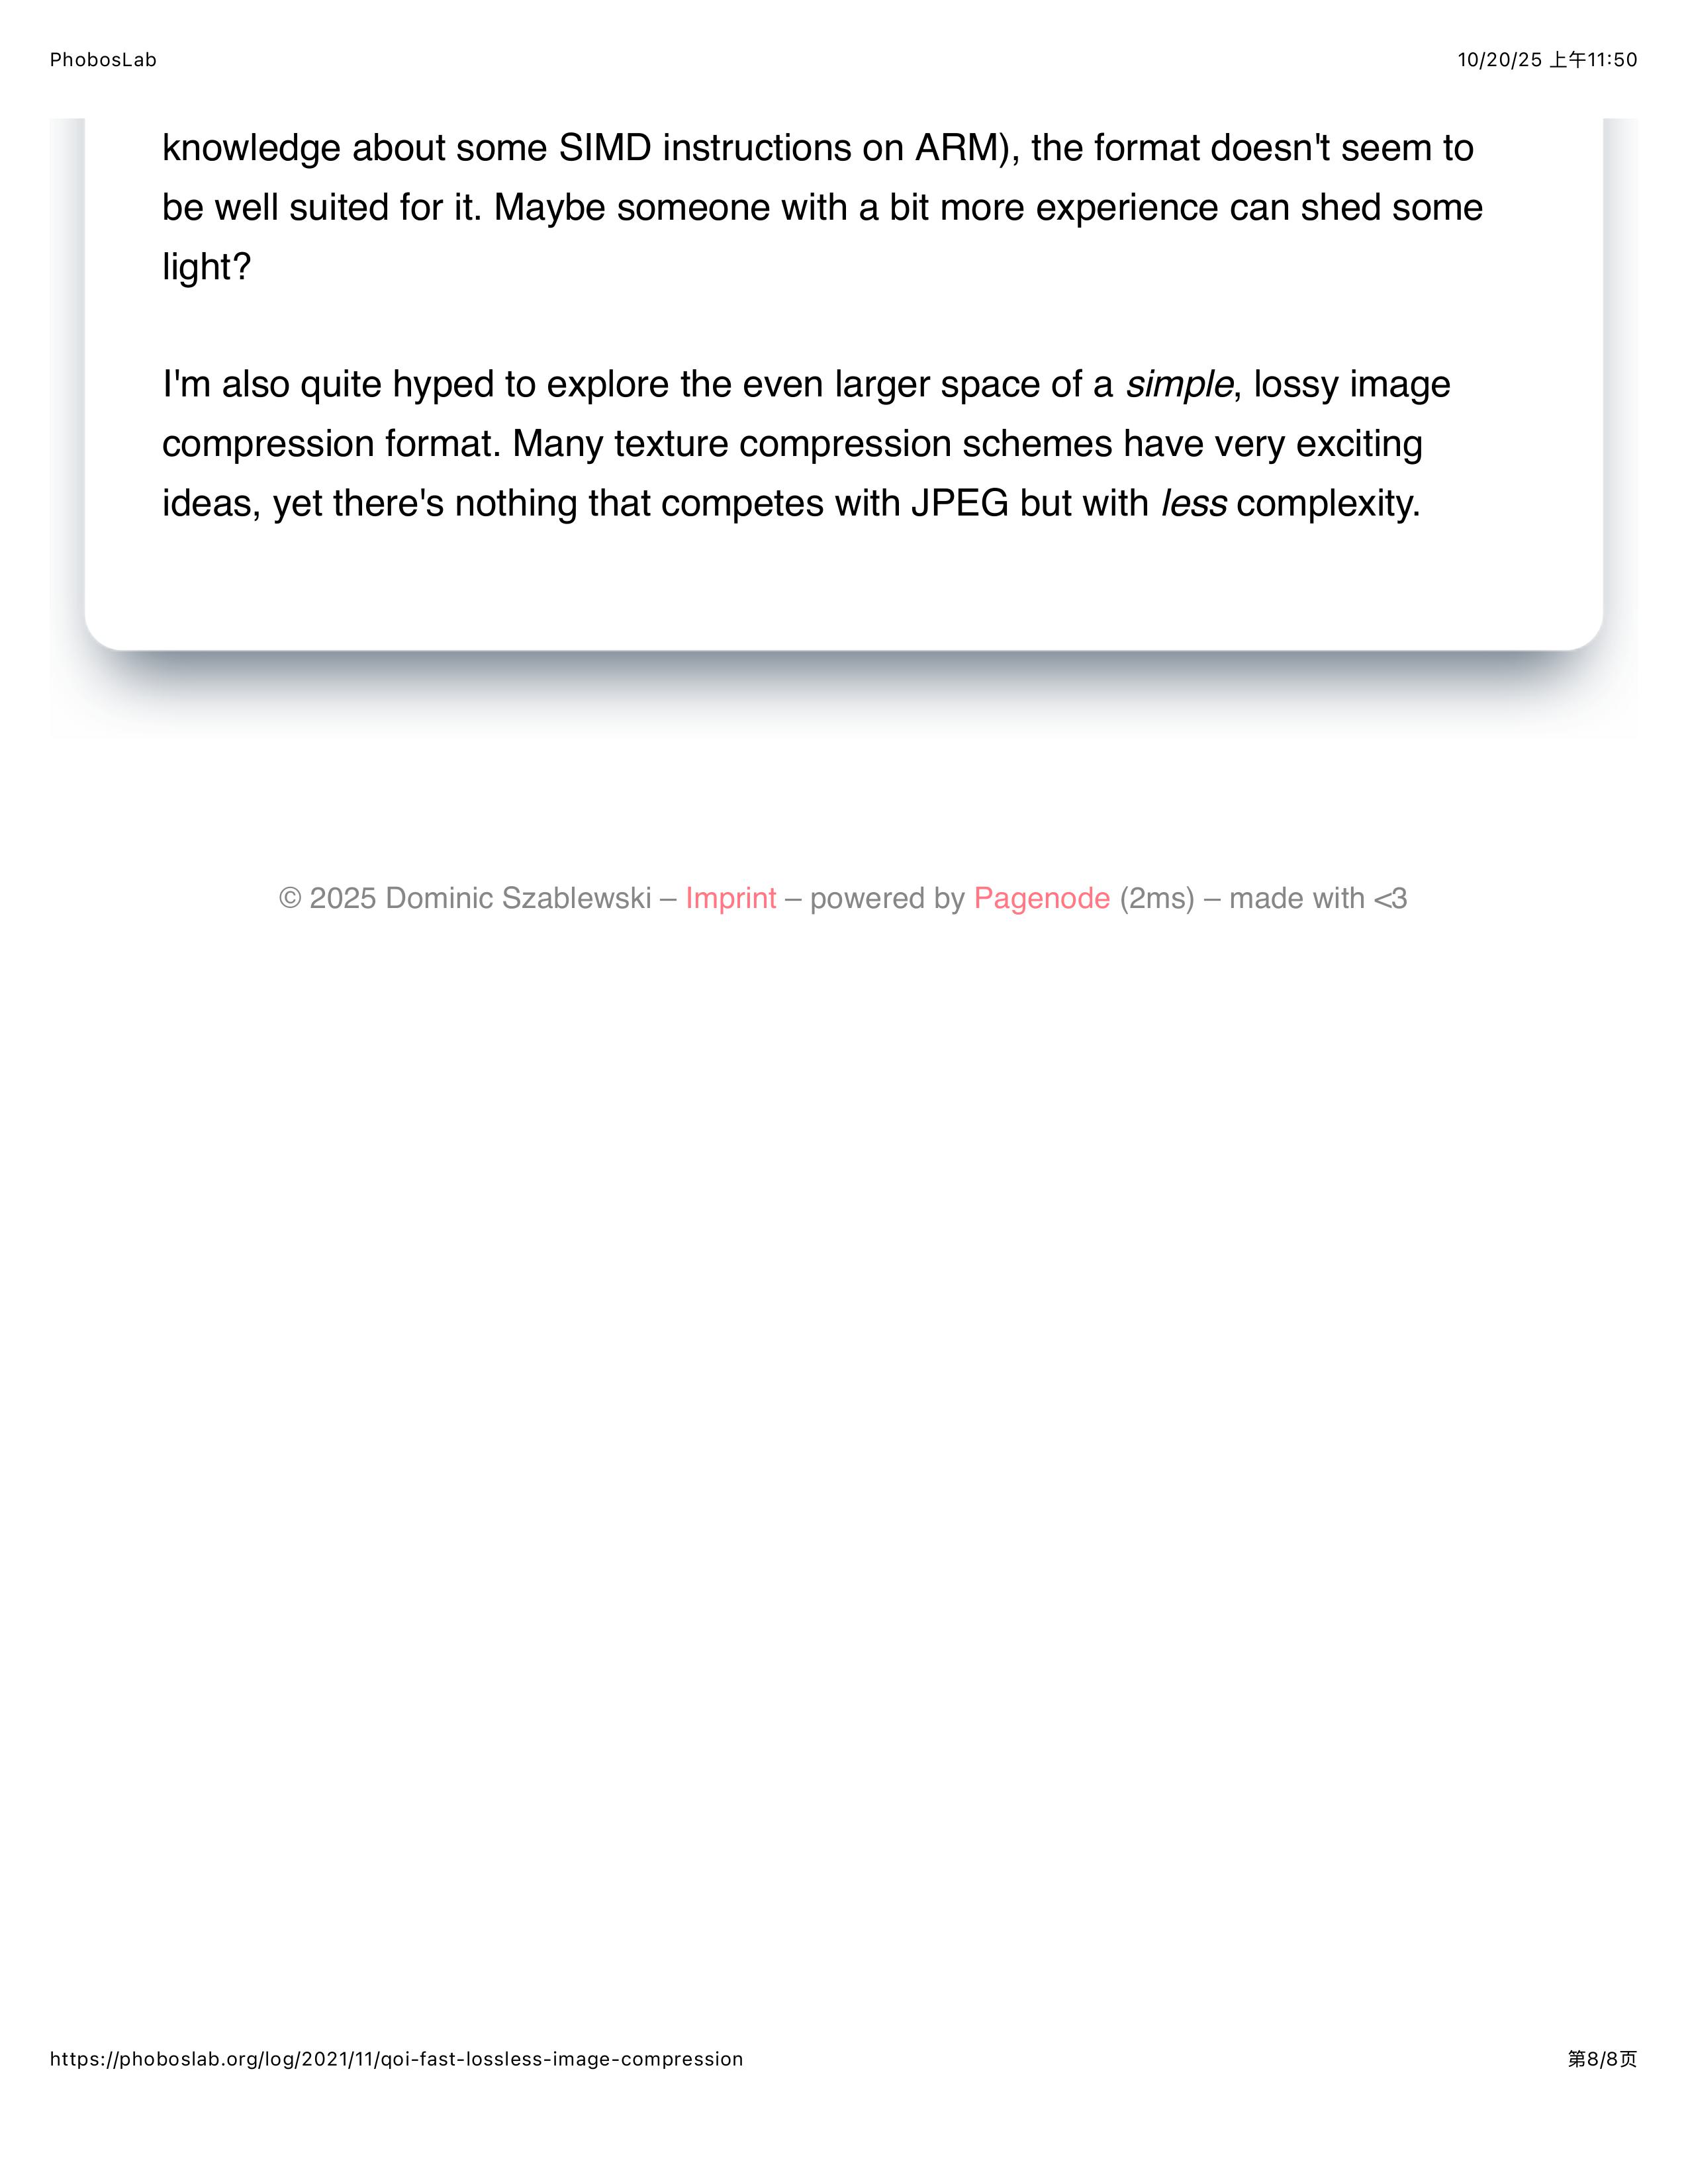 PhobosLab
10/20/25 上午11:50
knowledge about some SIMD instructions on ARM), the format doesn't seem to
be well suited for it. Maybe someone with a bit more experience can shed some
light?
I'm also quite hyped to explore the even larger space of a simple, lossy image
compression format. Many texture compression schemes have very exciting
ideas, yet there's nothing that competes with JPEG but with less complexity.
© 2025 Dominic Szablewski – Imprint – powered by Pagenode (2ms) – made with <3
https://phoboslab.org/log/2021/11/qoi-fast-lossless-image-compression
第8/8页